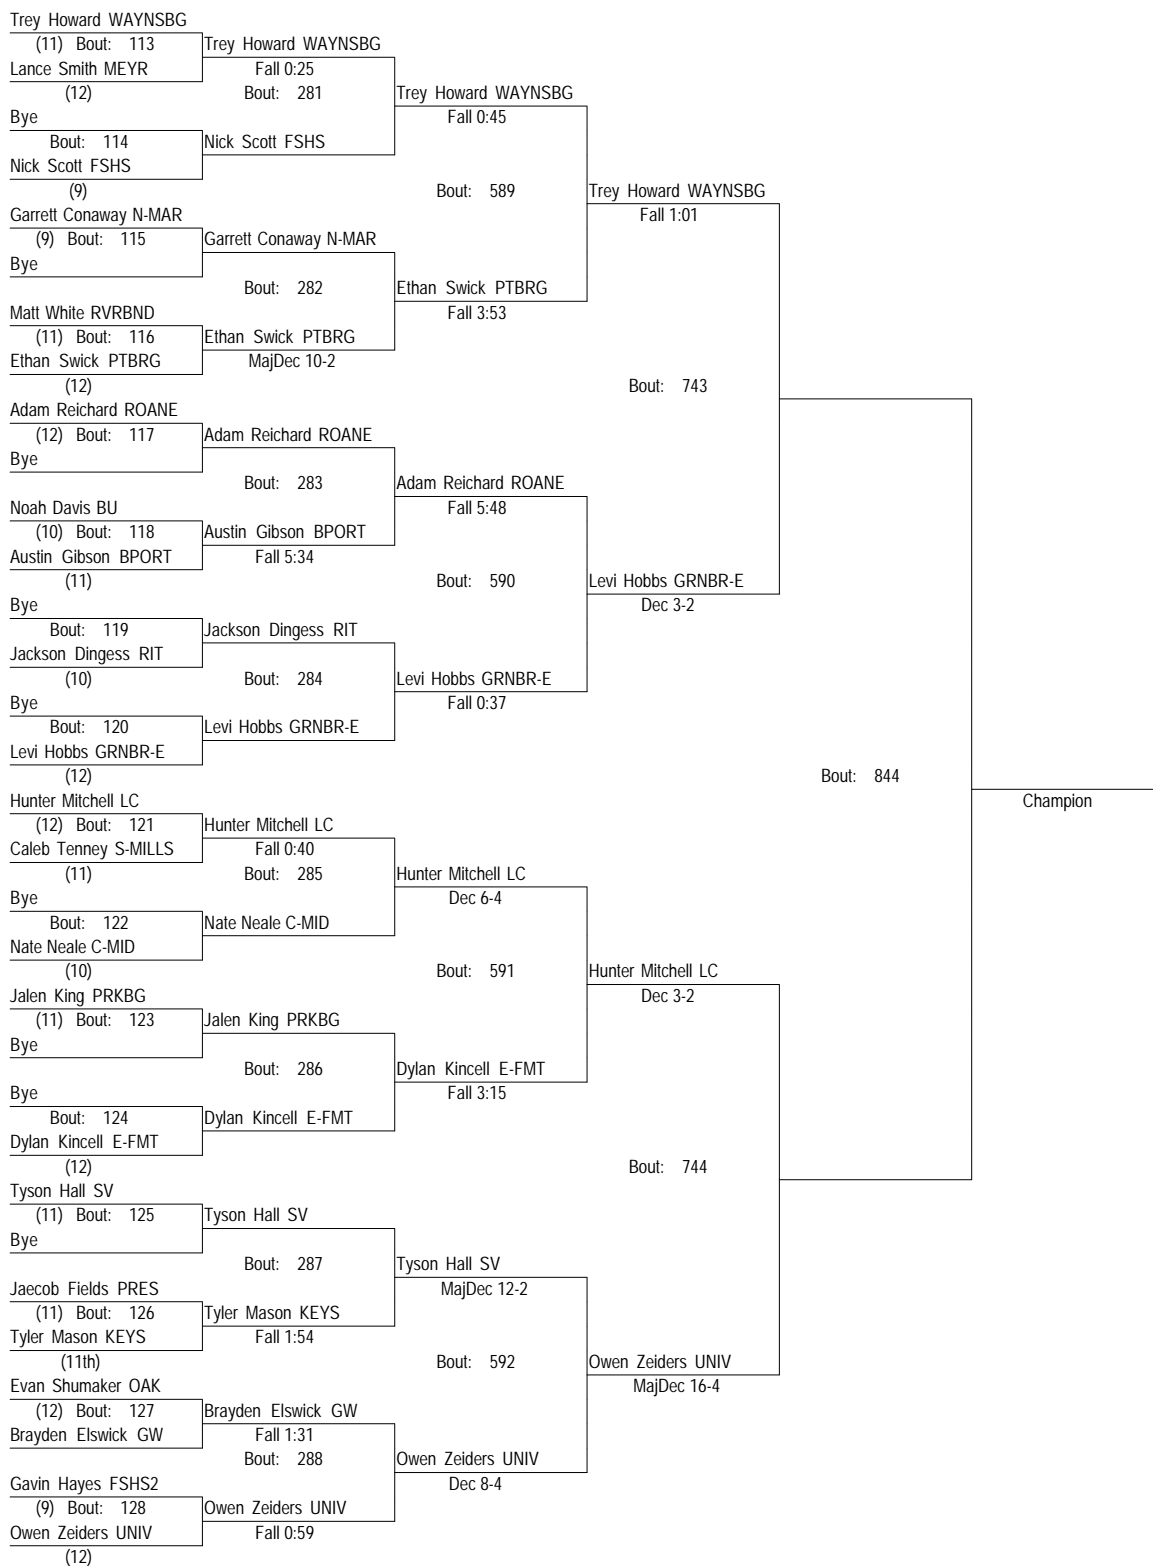 Trey Howard WAYNSBG
(11) Bout: 113
Trey Howard WAYNSBG
Lance Smith MEYR
Fall 0:25
(12)
Bout: 281
Trey Howard WAYNSBG
Bye
Fall 0:45
Bout: 114
Nick Scott FSHS
Nick Scott FSHS
(9)
Bout: 589
Trey Howard WAYNSBG
Garrett Conaway N-MAR
Fall 1:01
(9) Bout: 115
Garrett Conaway N-MAR
Bye
Bout: 282
Ethan Swick PTBRG
Matt White RVRBND
Fall 3:53
(11) Bout: 116
Ethan Swick PTBRG
Ethan Swick PTBRG
MajDec 10-2
(12)
Bout: 743
Adam Reichard ROANE
(12) Bout: 117
Adam Reichard ROANE
Bye
Bout: 283
Adam Reichard ROANE
Noah Davis BU
Fall 5:48
(10) Bout: 118
Austin Gibson BPORT
Austin Gibson BPORT
Fall 5:34
(11)
Bout: 590
Levi Hobbs GRNBR-E
Bye
Dec 3-2
Bout: 119
Jackson Dingess RIT
Jackson Dingess RIT
(10)
Bout: 284
Levi Hobbs GRNBR-E
Bye
Fall 0:37
Bout: 120
Levi Hobbs GRNBR-E
Levi Hobbs GRNBR-E
(12)
Bout: 844
Hunter Mitchell LC
Champion
(12) Bout: 121
Hunter Mitchell LC
Caleb Tenney S-MILLS
Fall 0:40
(11)
Bout: 285
Hunter Mitchell LC
Bye
Dec 6-4
Bout: 122
Nate Neale C-MID
Nate Neale C-MID
(10)
Bout: 591
Hunter Mitchell LC
Jalen King PRKBG
Dec 3-2
(11) Bout: 123
Jalen King PRKBG
Bye
Bout: 286
Dylan Kincell E-FMT
Bye
Fall 3:15
Bout: 124
Dylan Kincell E-FMT
Dylan Kincell E-FMT
(12)
Bout: 744
Tyson Hall SV
(11) Bout: 125
Tyson Hall SV
Bye
Bout: 287
Tyson Hall SV
Jaecob Fields PRES
MajDec 12-2
(11) Bout: 126
Tyler Mason KEYS
Tyler Mason KEYS
Fall 1:54
(11th)
Bout: 592
Owen Zeiders UNIV
Evan Shumaker OAK
MajDec 16-4
(12) Bout: 127
Brayden Elswick GW
Brayden Elswick GW
Fall 1:31
Bout: 288
Owen Zeiders UNIV
Gavin Hayes FSHS2
Dec 8-4
(9) Bout: 128
Owen Zeiders UNIV
Owen Zeiders UNIV
Fall 0:59
(12)